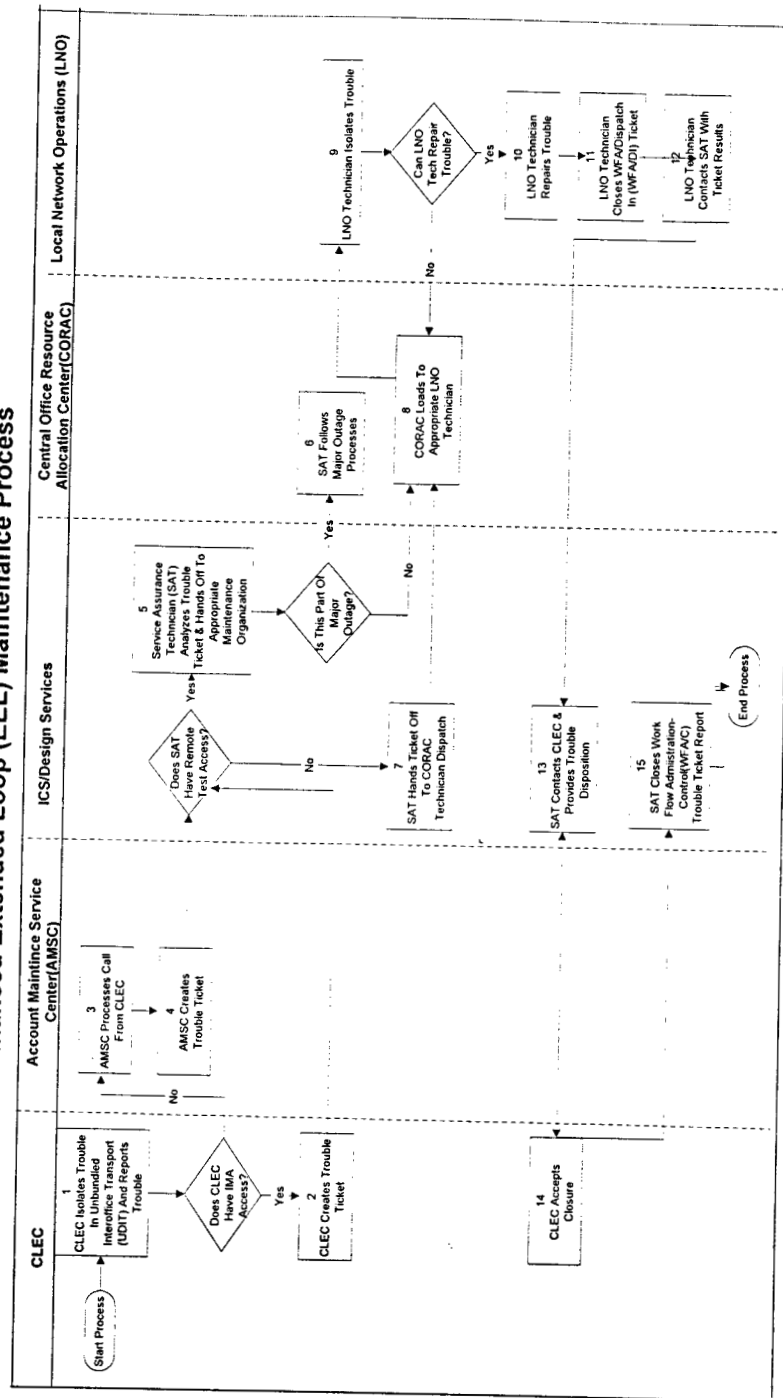 Extended Loop (EEL) Maintenance Process
CLEC
Account Maintince Service
Center(AMSC)
ICS/Design Services
Central Office Resource
Allocation Center(CORAC)
Local Network Operations (LNO)
Start Process
1
CLEC Isolates Trouble
In Unbundled
Interoffice Transport
(UDIT) And Reports
Trouble
Does CLEC
Have IMA
Access?
No
Yes
2
CLEC Creates Trouble
Ticket
3
AMSC Processes Call
From CLEC
4
AMSC Creates
Trouble Ticket
Does SAT
Have Remote
Test Access?
Yes
No
5
Service Assurance
Technician (SAT)
Analyzes Trouble
Ticket & Hands Off To
Appropriate
Maintenance
Organization
Is This Part Of
Major
Outage?
Yes
No
6
SAT Follows
Major Outage
Processes
7
SAT Hands Ticket Off
To CORAC
Technician Dispatch
8
CORAC Loads To
Appropriate LNO
Technician
9
LNO Technician Isolates Trouble
Can LNO
Tech Repair
Trouble?
No
Yes
10
LNO Technician
Repairs Trouble
11
LNO Technician
Closes WFA/Dispatch
In (WFA/DI) Ticket
12
LNO Technician
Contacts SAT With
Ticket Results
13
SAT Contacts CLEC &
Provides Trouble
Disposition
14
CLEC Accepts
Closure
15
SAT Closes Work
Flow Admiistration-
Control(WFA/C)
Trouble Ticket Report
End Process